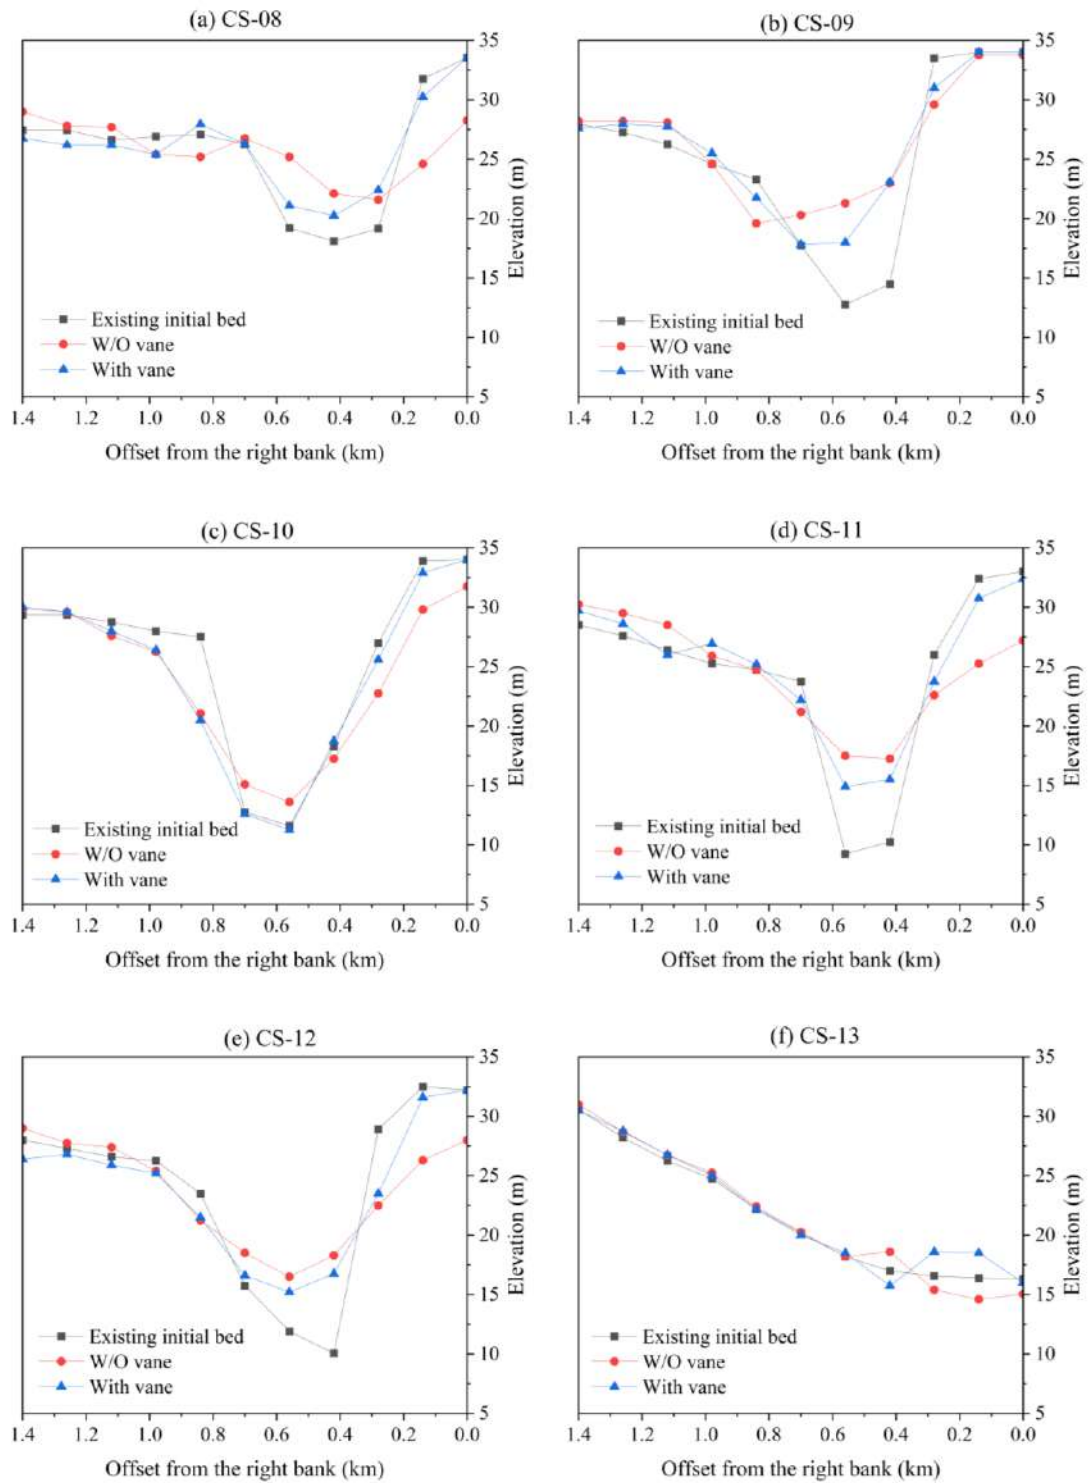 (a) CS-08
35
30
25
20
15
10
5
Elevation (m)
Existing initial bed
W/O vane
With vane
1.4 1.2 1.0 0.8 0.6 0.4 0.2 0.0
Offset from the right bank (km)
(b) CS-09
35
30
25
20
15
10
5
Elevation (m)
Existing initial bed
W/O vane
With vane
1.4 1.2 1.0 0.8 0.6 0.4 0.2 0.0
Offset from the right bank (km)
(c) CS-10
35
30
25
20
15
10
5
Elevation (m)
Existing initial bed
W/O vane
With vane
1.4 1.2 1.0 0.8 0.6 0.4 0.2 0.0
Offset from the right bank (km)
(d) CS-11
35
30
25
20
15
10
5
Elevation (m)
Existing initial bed
W/O vane
With vane
1.4 1.2 1.0 0.8 0.6 0.4 0.2 0.0
Offset from the right bank (km)
(e) CS-12
35
30
25
20
15
10
5
Elevation (m)
Existing initial bed
W/O vane
With vane
1.4 1.2 1.0 0.8 0.6 0.4 0.2 0.0
Offset from the right bank (km)
(f) CS-13
35
30
25
20
15
10
5
Elevation (m)
Existing initial bed
W/O vane
With vane
1.4 1.2 1.0 0.8 0.6 0.4 0.2 0.0
Offset from the right bank (km)